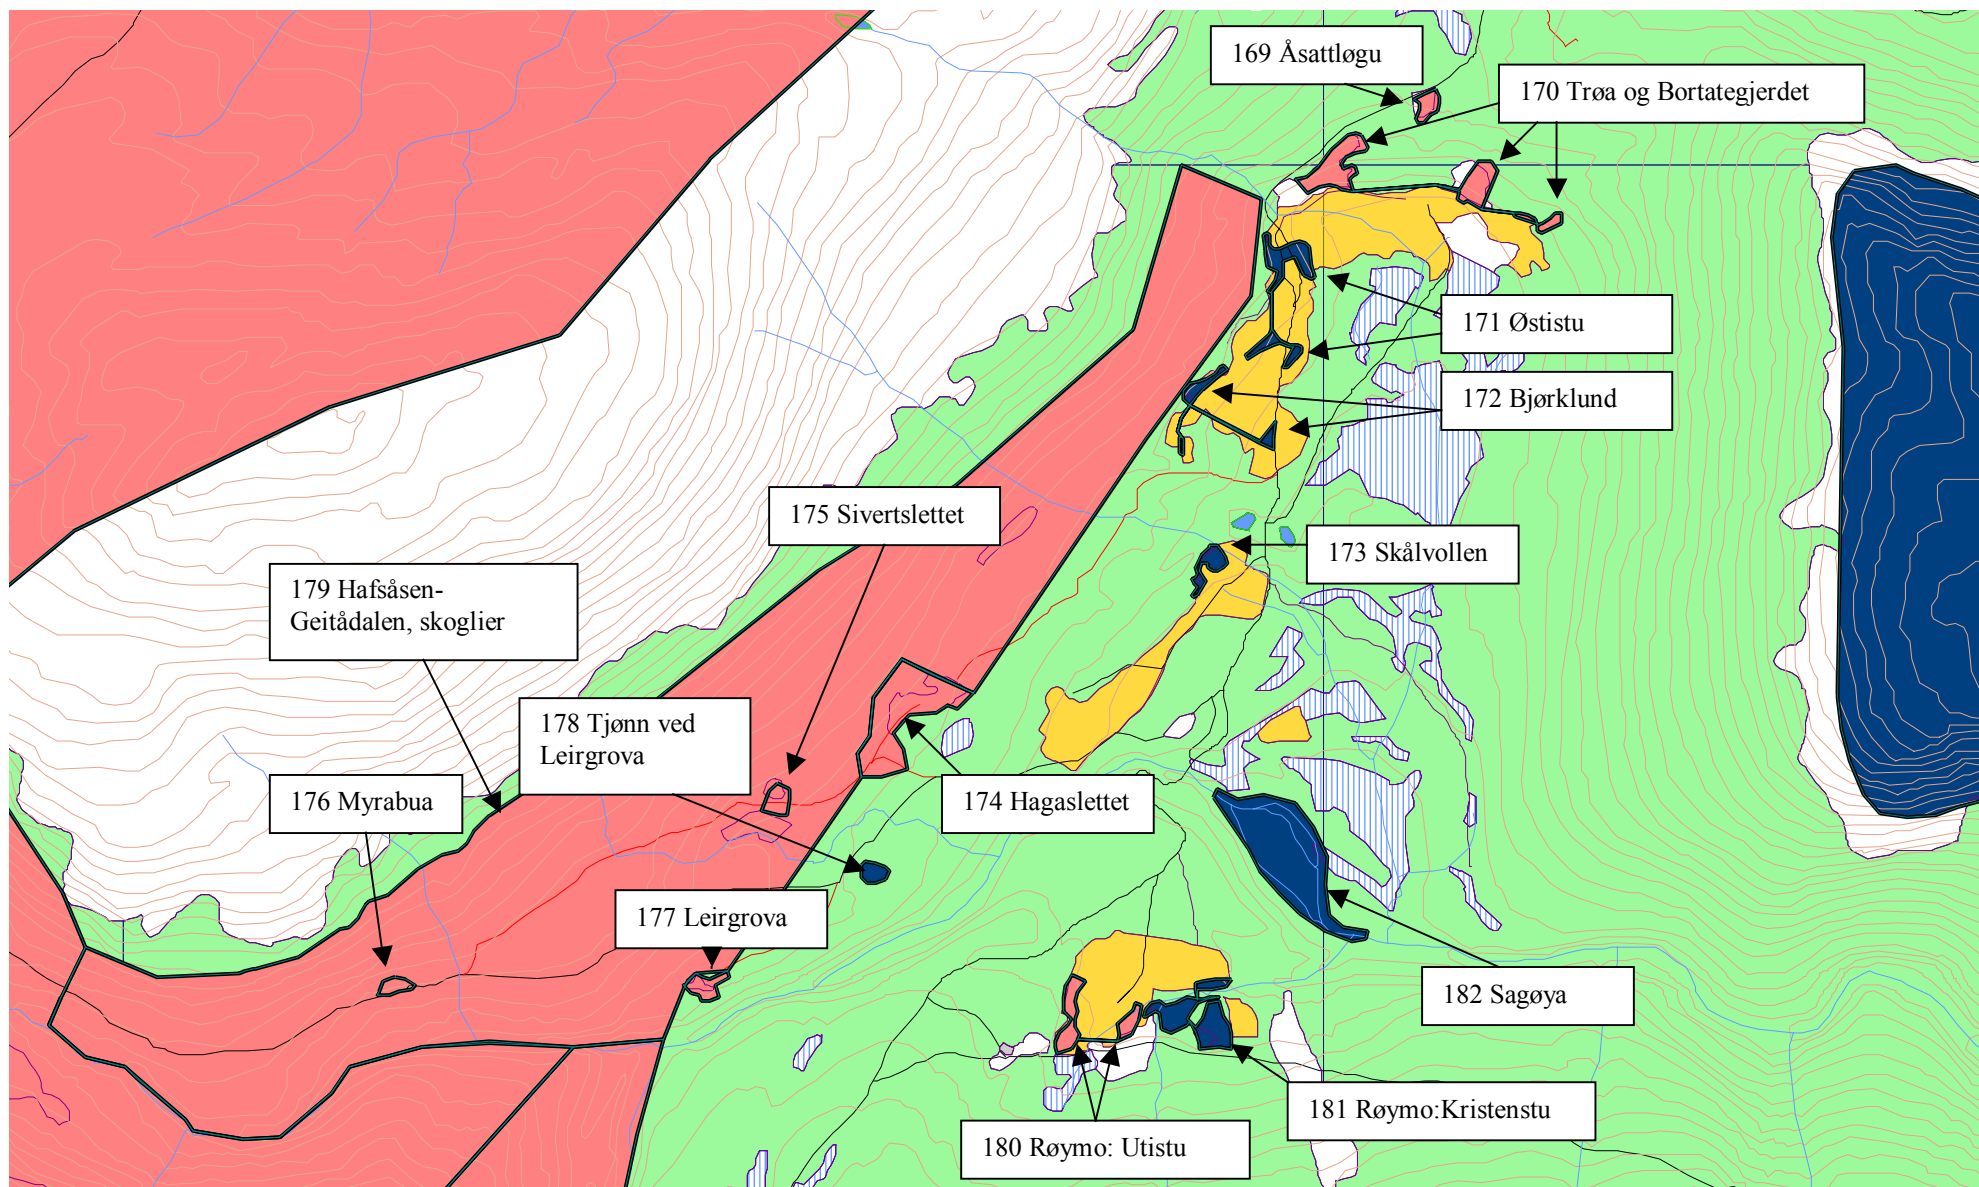 169 Åsattløgu
170 Trøa og Bortategjerdet
171 Østistu
172 Bjørklund
175 Sivertslettet
173 Skålvollen
179 Hafsåsen-
Geitådalen, skoglier
178 Tjønn ved
Leirgrova
176 Myrabua
174 Hagaslettet
177 Leirgrova
182 Sagøya
181 Røymo:Kristenstu
180 Røymo: Utistu